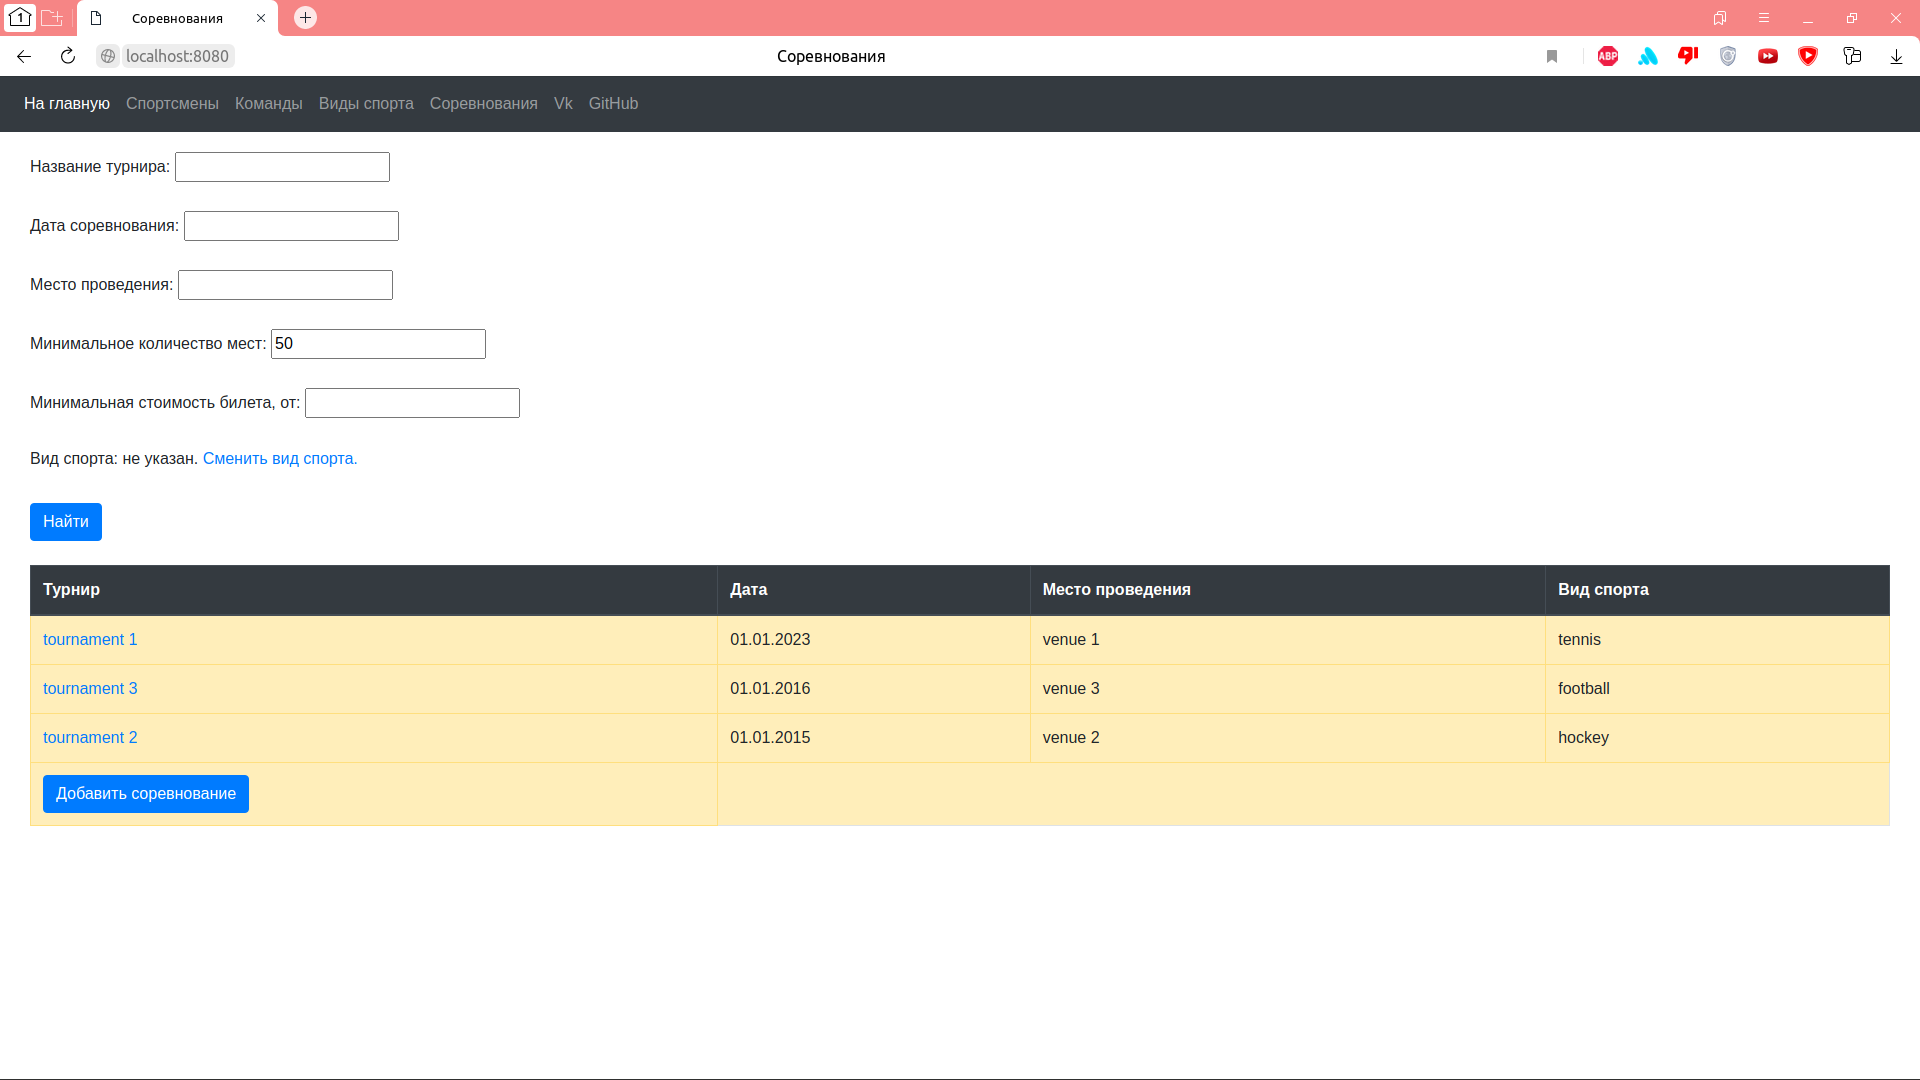 1 Соревнования
localhost:8080 Соревнования ABP
На главную Спортсмены Команды Виды спорта Соревнования Vk GitHub
Название турнира:
Дата соревнования:
Место проведения:
Минимальное количество мест: 50
Минимальная стоимость билета, от:
Вид спорта: не указан. Сменить вид спорта.
Найти
Турнир Дата Место проведения Вид спорта
tournament 1 01.01.2023 venue 1 tennis
tournament 3 01.01.2016 venue 3 football
tournament 2 01.01.2015 venue 2 hockey
Добавить соревнование